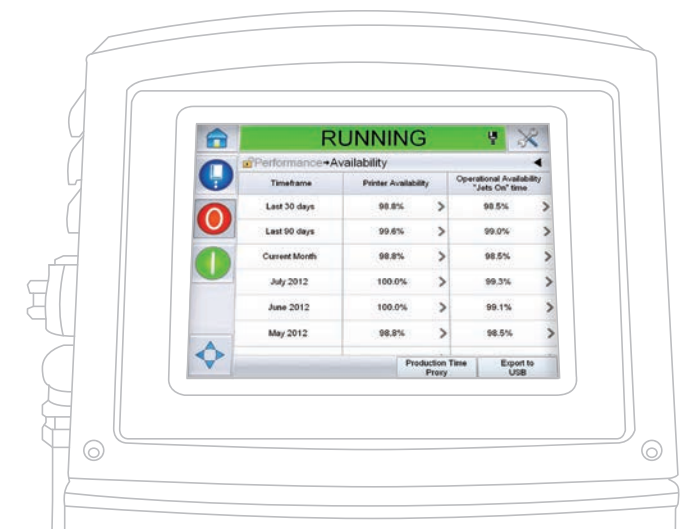 RUNNING
Performance→Availability
Timeframe Printer Availability Operational Availability "Jets On" time
Last 30 days 98.8% 98.5%
Last 90 days 99.6% 99.0%
Current Month 98.8% 98.5%
July 2012 100.0% 99.3%
June 2012 100.0% 99.1%
May 2012 98.8% 98.5%
Production Time Proxy
Export to USB